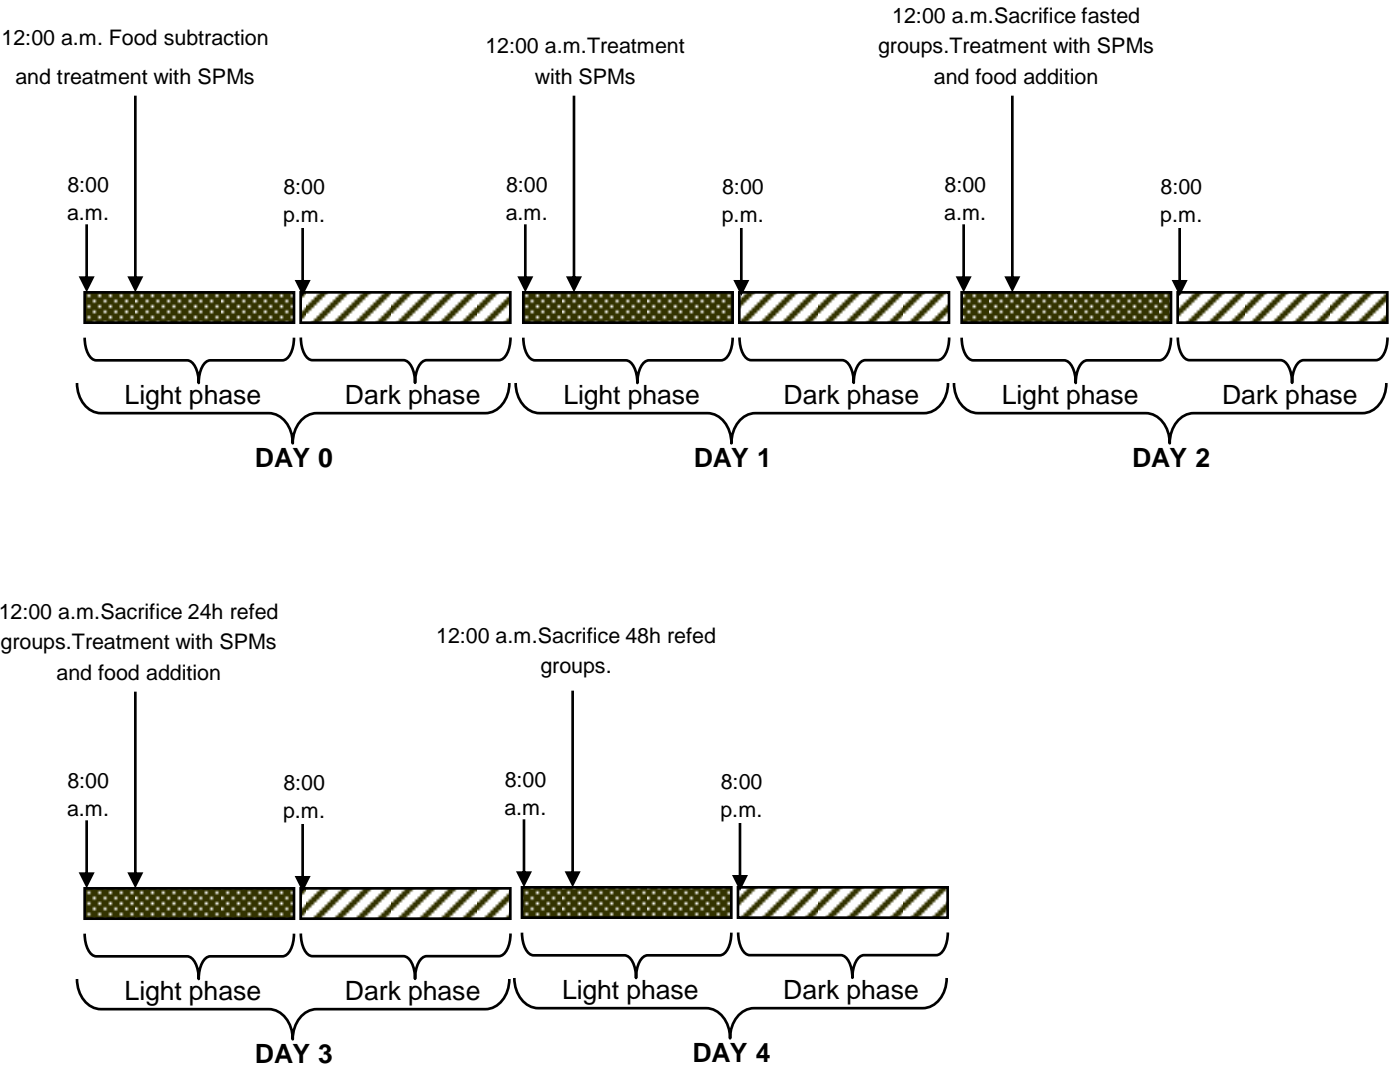 12:00 a.m. Food subtraction
and treatment with SPMs
12:00 a.m.Treatment
with SPMs
12:00 a.m.Sacrifice fasted
groups.Treatment with SPMs
and food addition
8:00
a.m.
8:00
p.m.
8:00
a.m.
8:00
p.m.
8:00
a.m.
8:00
p.m.
Light phase
Dark phase
Light phase
Dark phase
Light phase
Dark phase
DAY 0
DAY 1
DAY 2
12:00 a.m.Sacrifice 24h refed
groups.Treatment with SPMs
and food addition
12:00 a.m.Sacrifice 48h refed
groups.
8:00
a.m.
8:00
p.m.
8:00
a.m.
8:00
p.m.
Light phase
Dark phase
Light phase
Dark phase
DAY 3
DAY 4